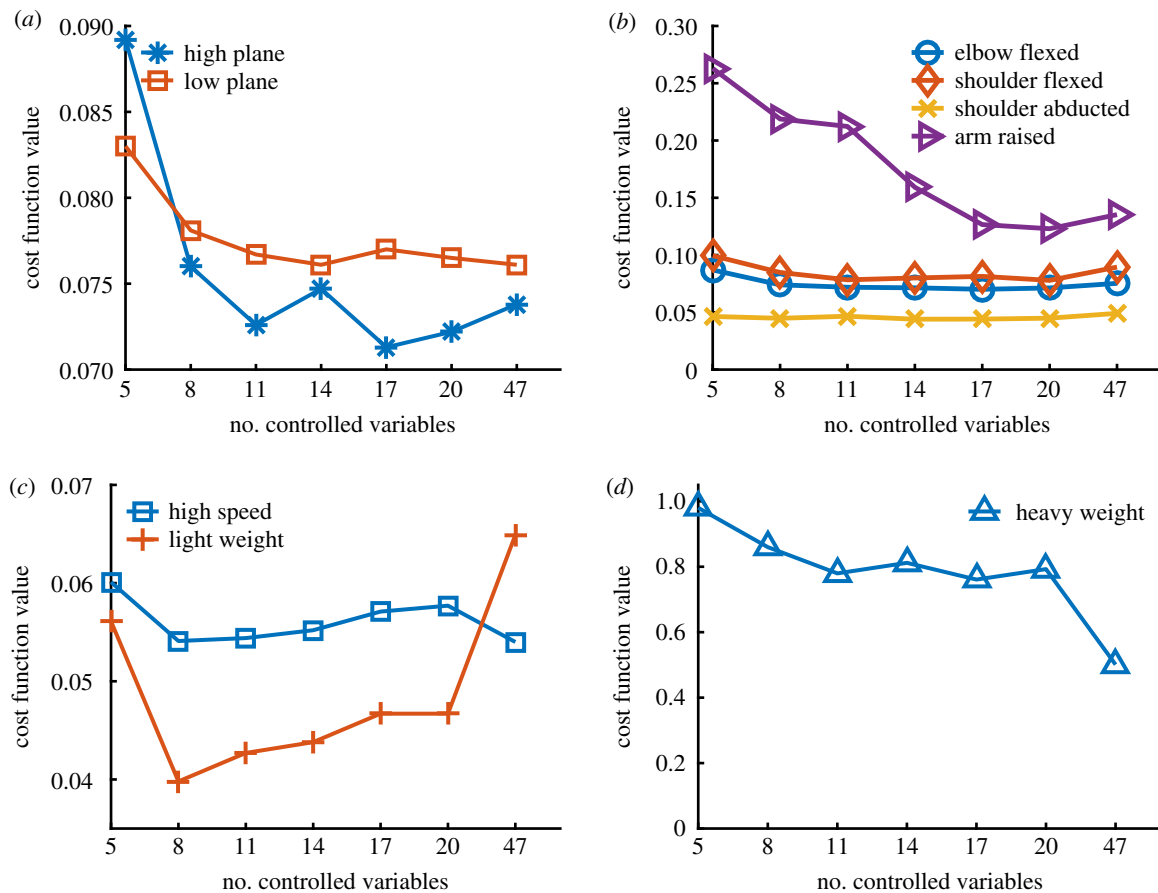 (a)
0.090
0.085
0.080
0.075
0.070
cost function value
high plane
low plane
5 8 11 14 17 20 47
no. controlled variables
(b)
0.30
0.25
0.20
0.15
0.10
0.05
0
cost function value
elbow flexed
shoulder flexed
shoulder abducted
arm raised
5 8 11 14 17 20 47
no. controlled variables
(c)
0.07
0.06
0.05
0.04
cost function value
high speed
light weight
5 8 11 14 17 20 47
no. controlled variables
(d)
1.0
0.8
0.6
0.4
0.2
0
cost function value
heavy weight
5 8 11 14 17 20 47
no. controlled variables